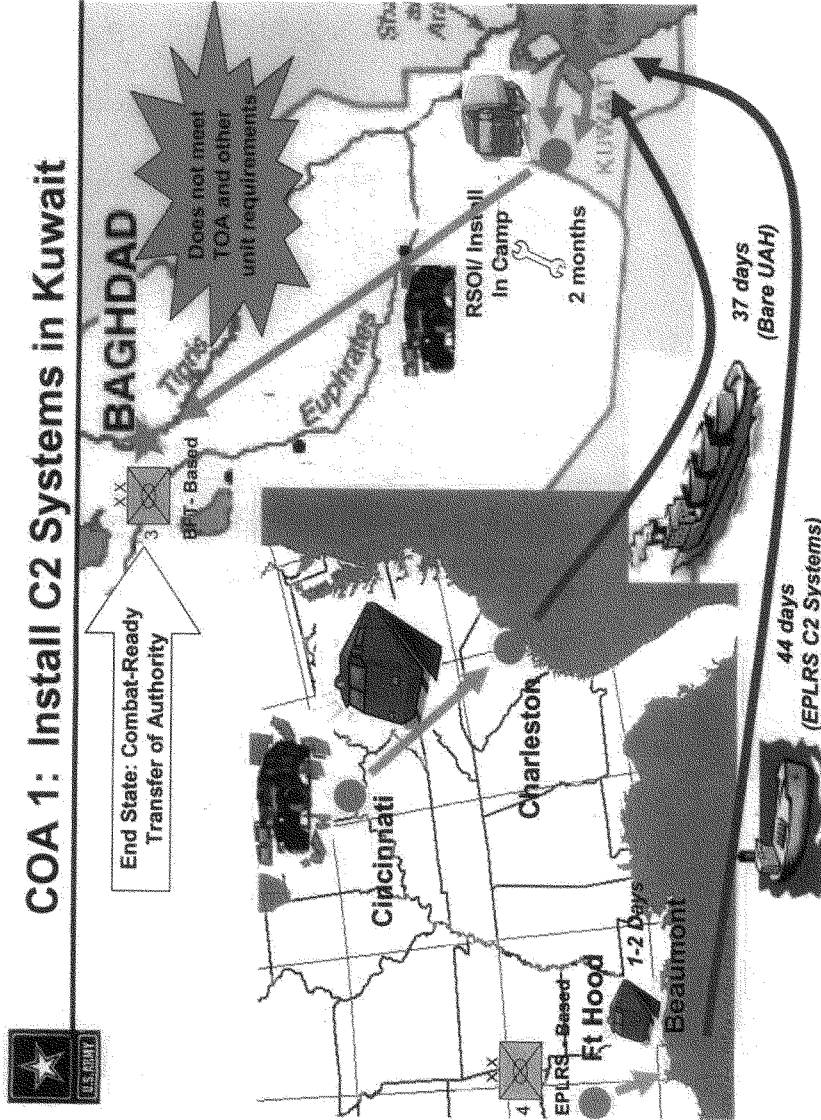 COA 1: Install C2 Systems in Kuwait
U.S. ARMY
End State: Combat-Ready
Transfer of Authority
XX
3
BFT - Based
BAGHDAD
Tigris
Euphrates
Does not meet
TOA and other
unit requirements
RSOI/ Install
In Camp
2 months
KUWAIT
Cincinnati
Charleston
XX
4
EPLRS - Based
Ft Hood
1-2 Days
Beaumont
37 days
(Bare UAH)
44 days
(EPLRS C2 Systems)